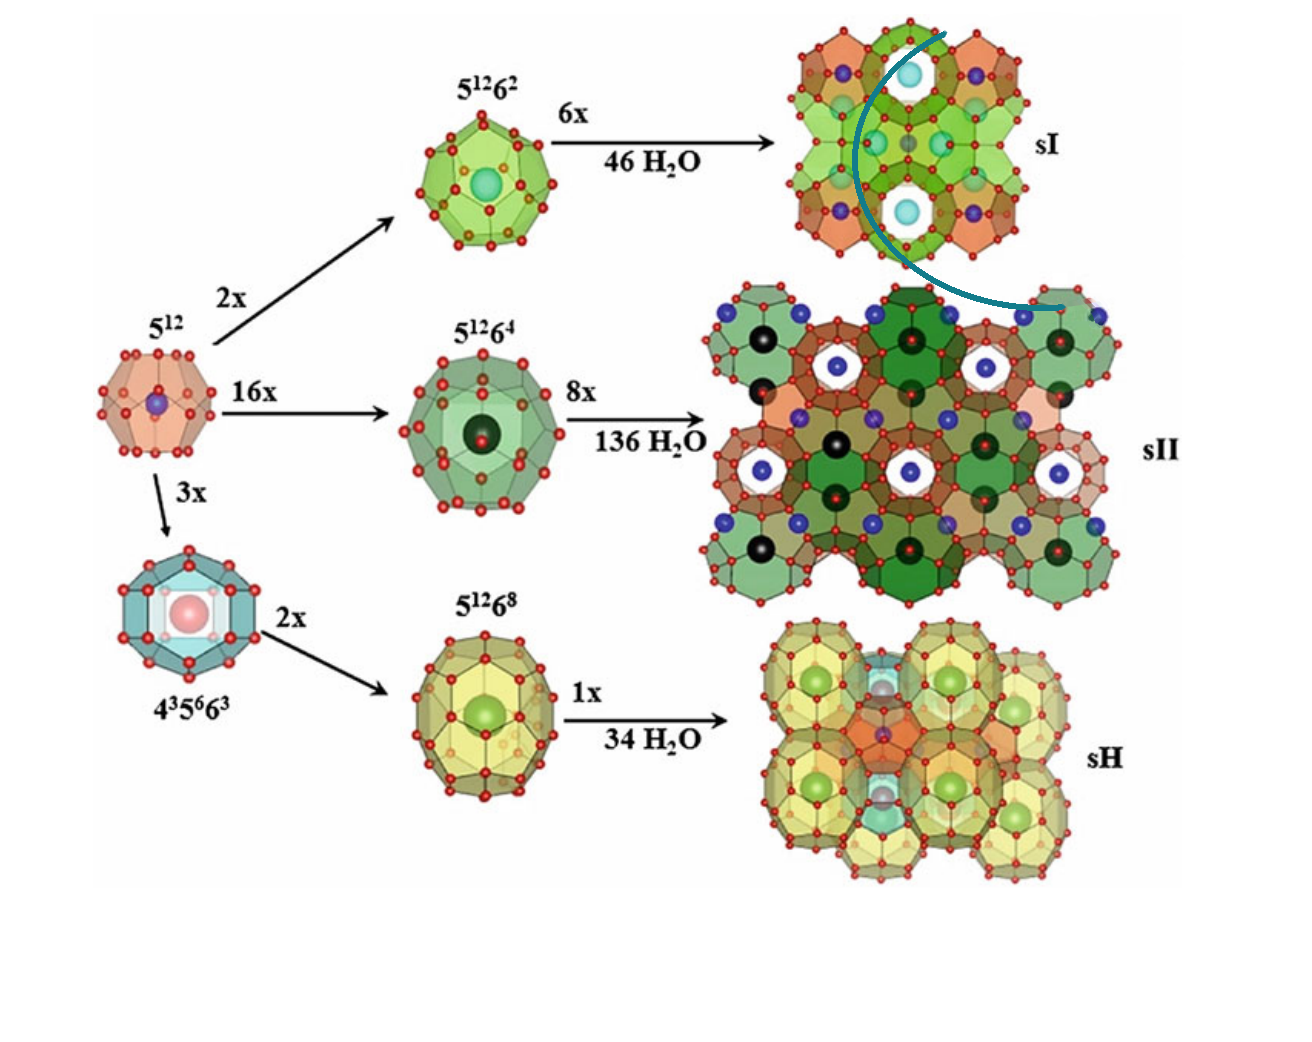 5¹²6²
6x
46 H₂O
sI
2x
5¹²
5¹²6⁴
16x
8x
136 H₂O
sII
3x
4³5⁶6³
2x
5¹²6⁸
1x
34 H₂O
sH